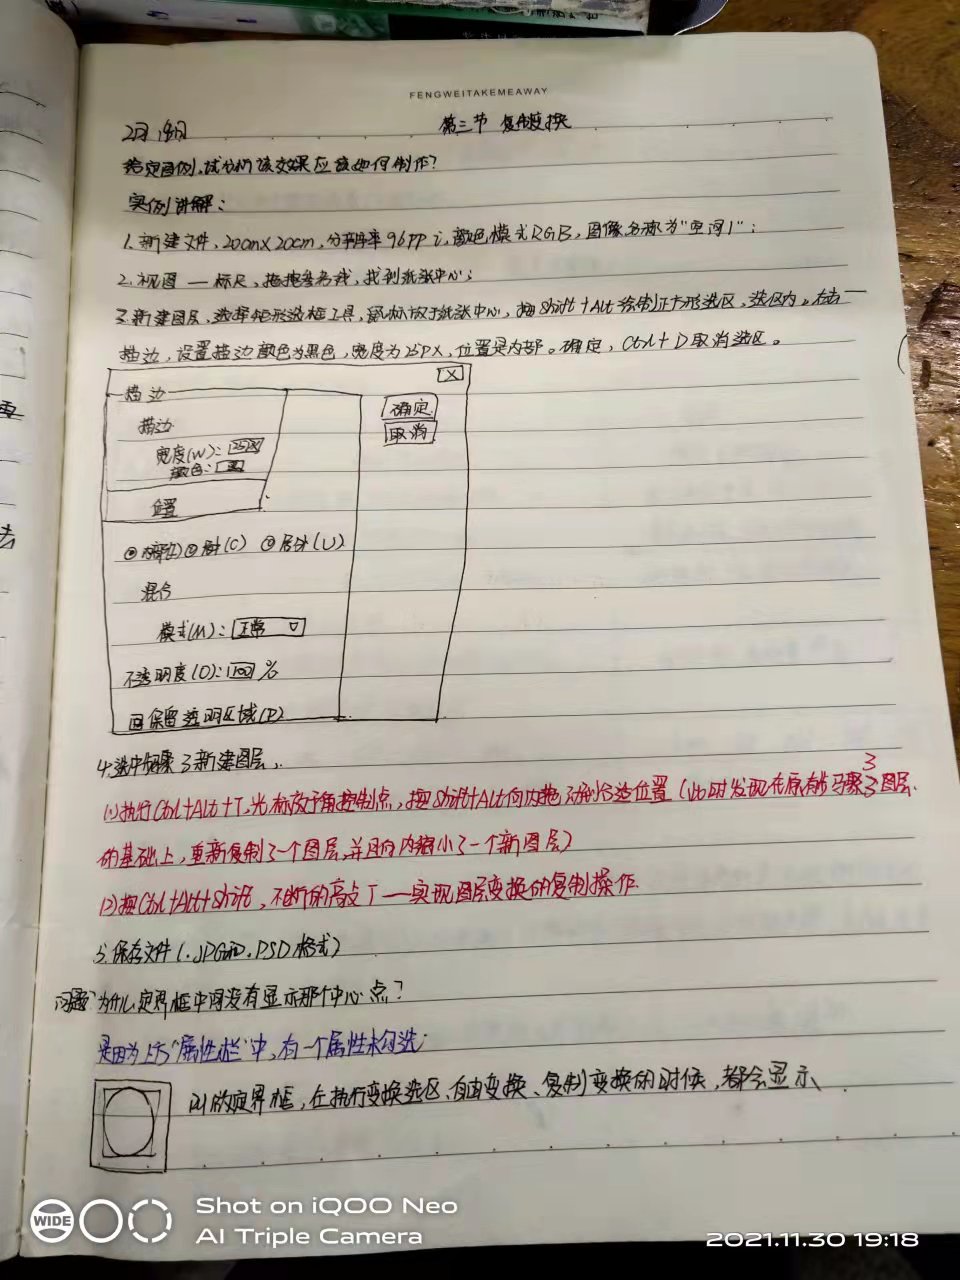 FENGWEITAKEMEAWAY
第三节 复制变换
给定图例,试分析该效果应该如何制作?
实例讲解:
1.新建文件,20cm×20cm,分辨率96ppi,颜色模式RGB,图像名称为"空间1";
2.视图 — 标尺,拖拽参考线,找到纸张中心;
3.新建图层,选择矩形选框工具,鼠标放于纸张中心,按Shift+Alt绘制正方形选区,选区内。右击—
描边,设置描边颜色为黑色,宽度为25PX,位置是内部。确定,Ctrl+D取消选区。
X
描边
确定
描边
取消
宽度(W):
颜色:
位置
内部(I) 居中(C) 居外(U)
混合
模式(M):正常
不透明度(O):100%
保留透明区域(P)
4.选中步骤3新建图层,
(1)执行Ctrl+Alt+T,光标放于角控制点,按Shift+Alt向内拖动到合适位置(此时发现在原有步骤3图层
的基础上,重新复制了一个图层,并且向内缩小了一个新图层)
(2)按Ctrl+Alt+Shift,不断的高点T——实现图层变换的复制操作.
5.保存文件(.JPG和.PSD格式)
问题:为什么定界框中间没有显示那个中心点?
是因为上方"属性栏"中,有一个属性未勾选;
定界框,在执行变换选区、自由变换、复制变换的时候,都会显示、
WIDE
Shot on iQOO Neo
AI Triple Camera
2021.11.30 19:18